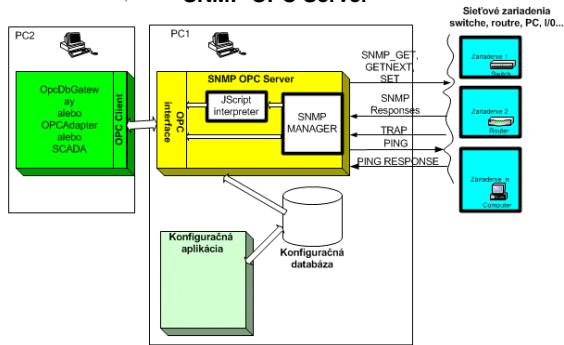 SNMP OPC Server
Sieťové zariadenia
switche, routre, PC, I/0...
PC2
PC1
OpcDbGatew
ay
alebo
OPCAdapter
alebo
SCADA
OPC Client
OPC
interface
SNMP OPC Server
JScript
interpreter
SNMP
MANAGER
SNMP_GET,
GETNEXT,
SET
SNMP
Responses
TRAP
PING
PING RESPONSE
Zariadenie 1
Switch
Zariadenie 2
Router
Zariadenie_n
Computer
Konfiguračná
aplikácia
Konfiguračná
databáza